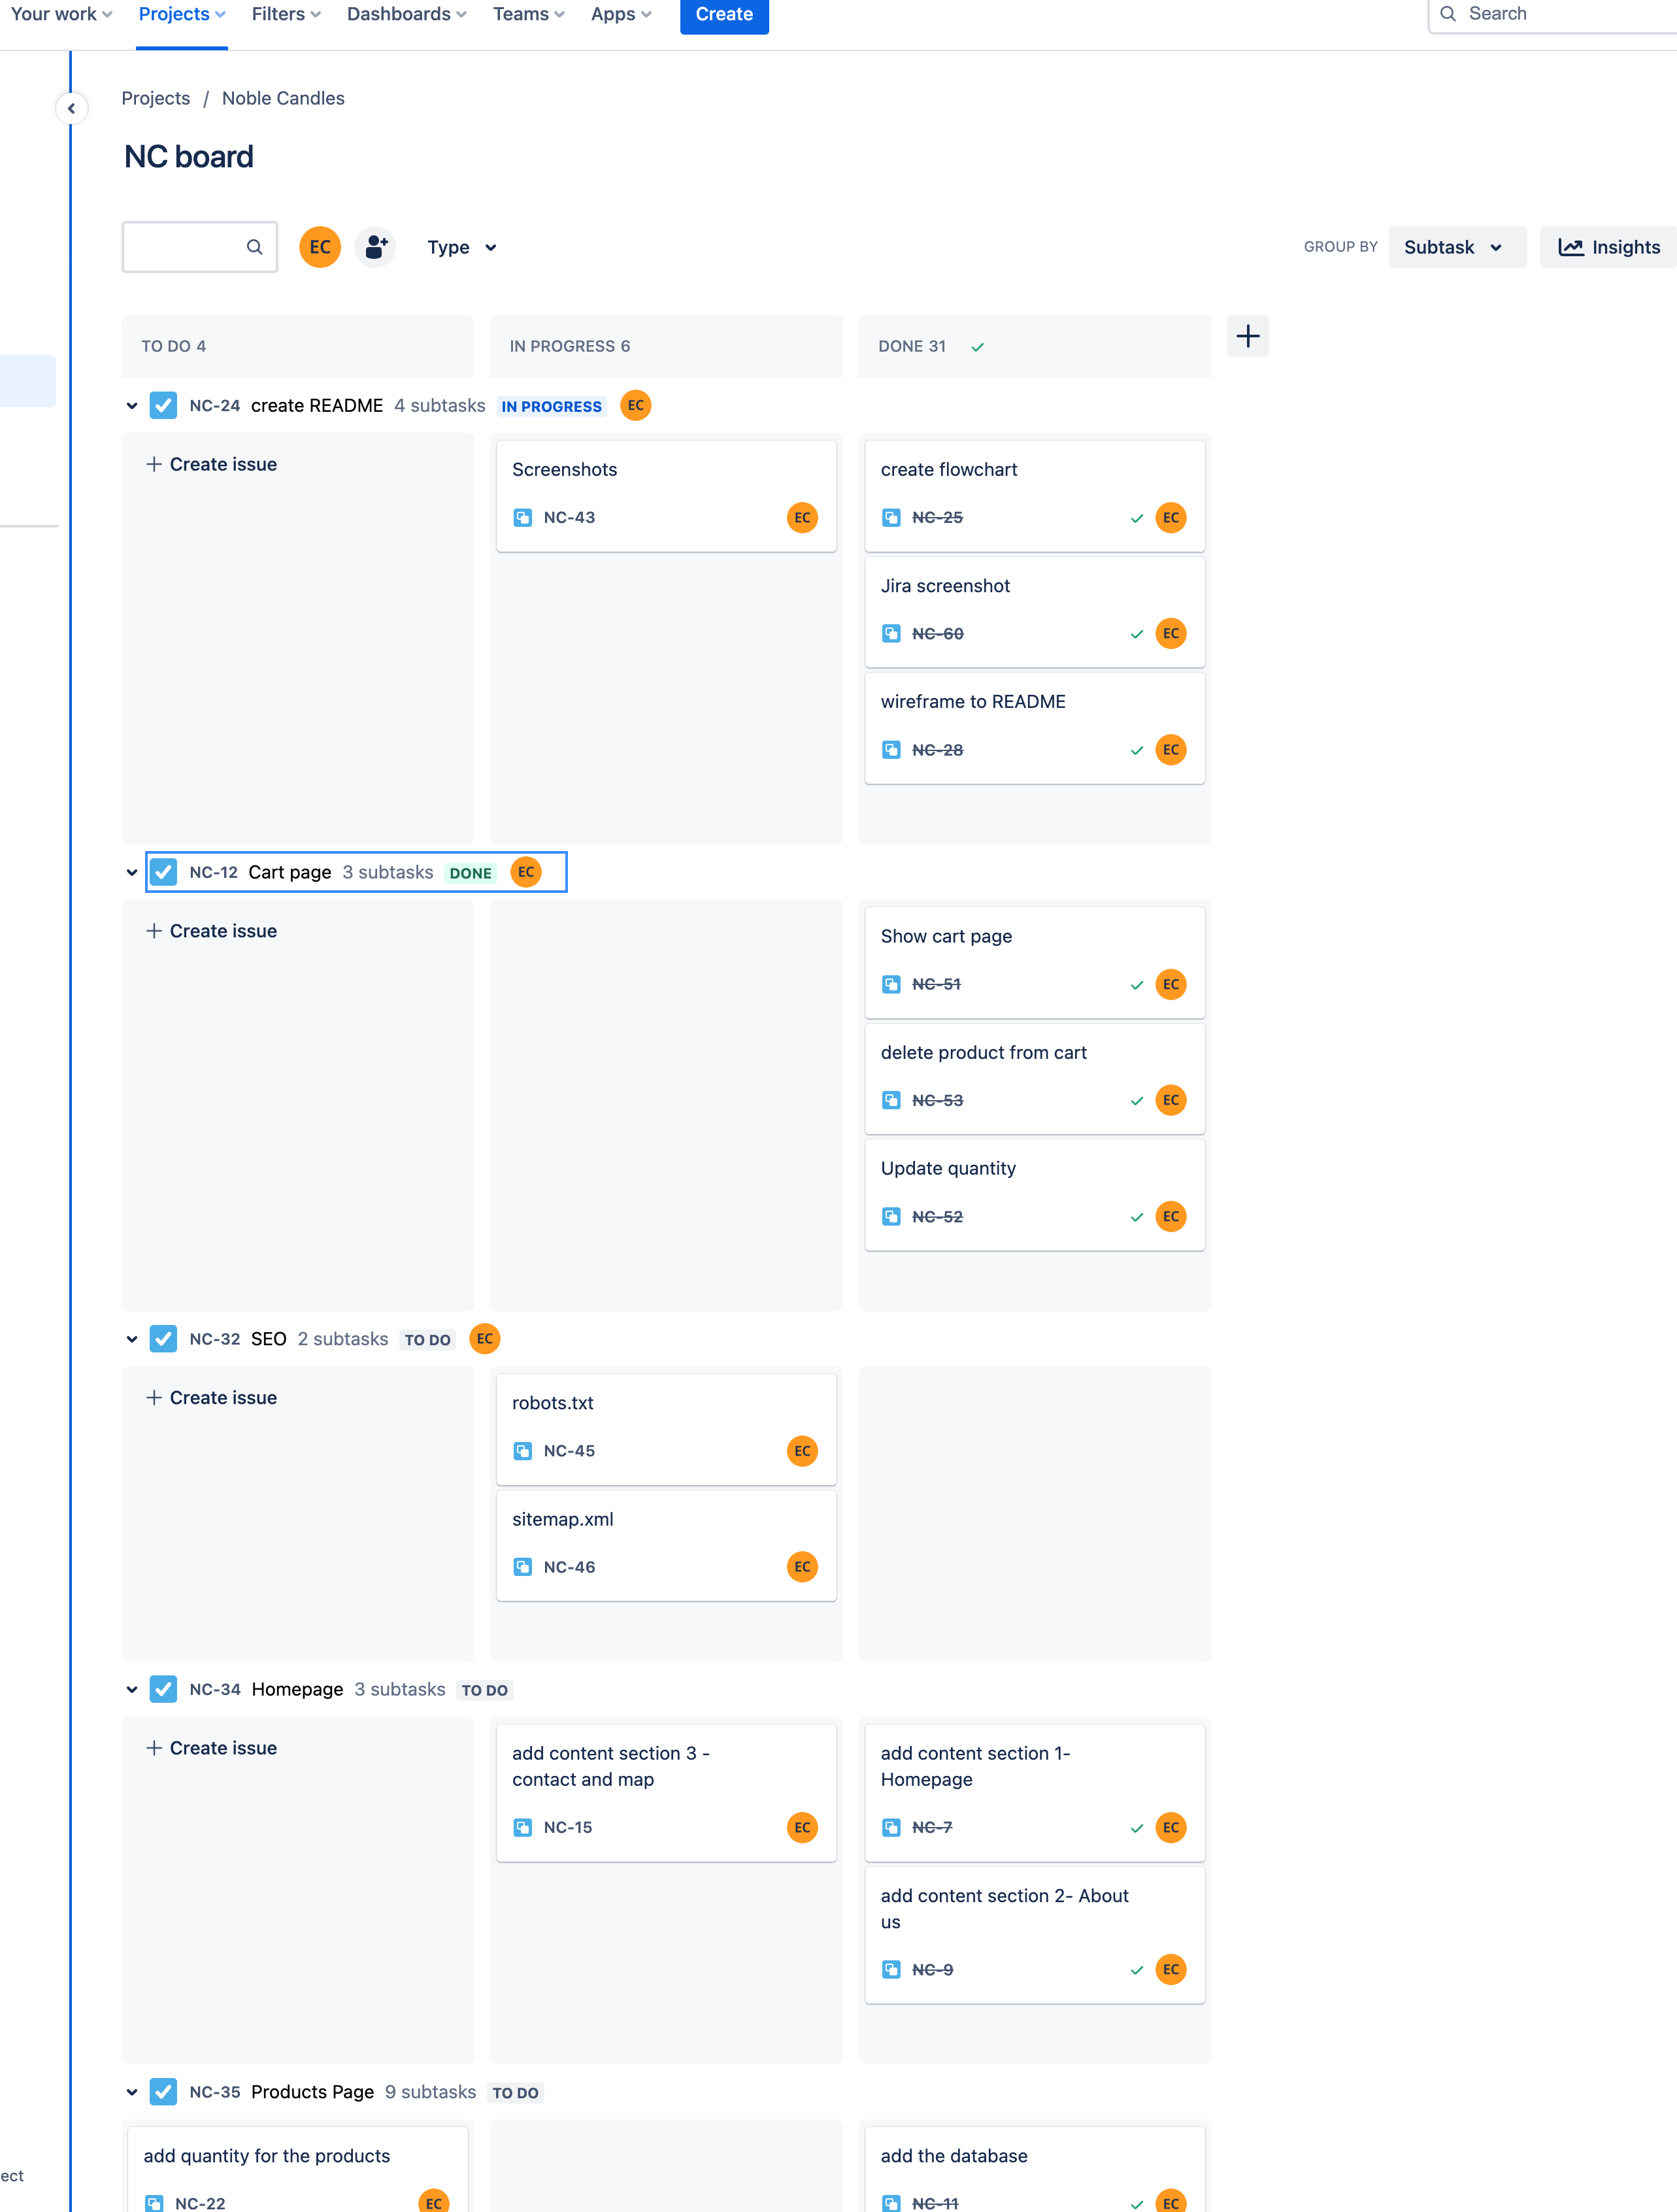 Your work Projects Filters Dashboards Teams Apps Create Search
Projects / Noble Candles
NC board
EC Type GROUP BY Subtask Insights
TO DO 4 IN PROGRESS 6 DONE 31
NC-24 create README 4 subtasks IN PROGRESS EC
Create issue
Screenshots
NC-43 EC
create flowchart
NC-25 EC
Jira screenshot
NC-60 EC
wireframe to README
NC-28 EC
NC-12 Cart page 3 subtasks DONE EC
Create issue
Show cart page
NC-51 EC
delete product from cart
NC-53 EC
Update quantity
NC-52 EC
NC-32 SEO 2 subtasks TO DO EC
Create issue
robots.txt
NC-45 EC
sitemap.xml
NC-46 EC
NC-34 Homepage 3 subtasks TO DO
Create issue
add content section 3 -
contact and map
NC-15 EC
add content section 1-
Homepage
NC-7 EC
add content section 2- About
us
NC-9 EC
NC-35 Products Page 9 subtasks TO DO
add quantity for the products
NC-22 EC
add the database
NC-11 EC
ect